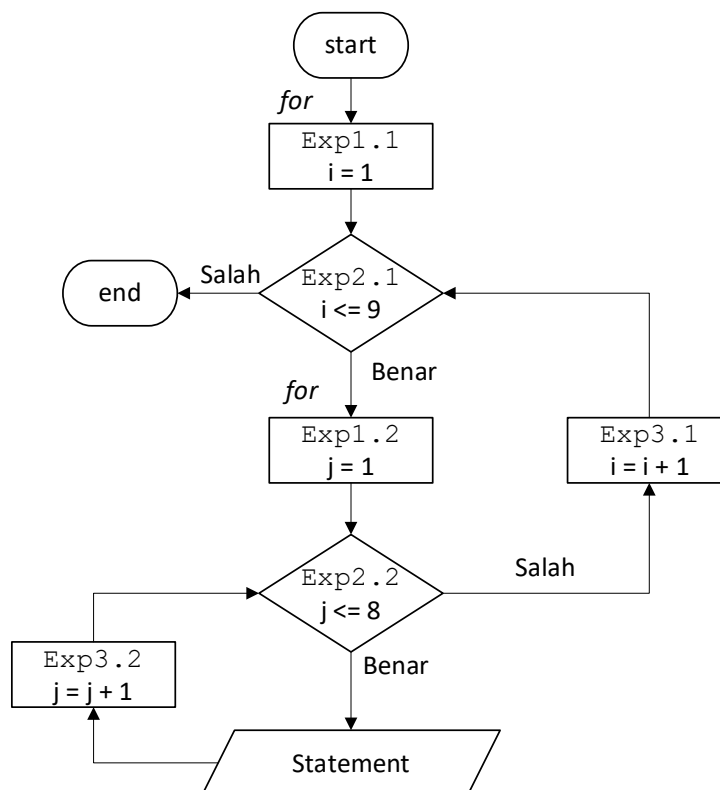 start
for
Exp1.1
i = 1
Salah
Exp2.1
i <= 9
end
Benar
for
Exp1.2
j = 1
Exp3.1
i = i + 1
Exp2.2
j <= 8
Salah
Benar
Exp3.2
j = j + 1
Statement